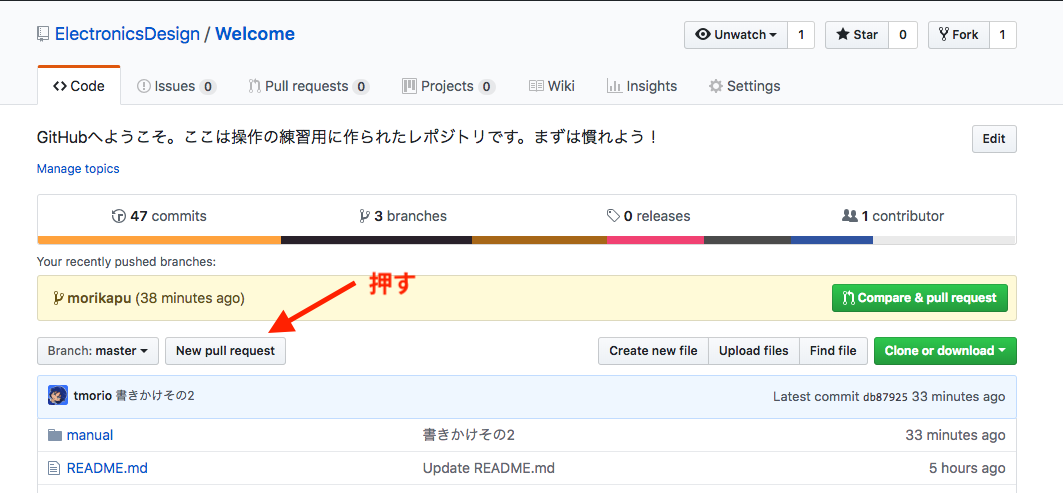 ElectronicsDesign / Welcome
Unwatch 1 Star 0 Fork 1
Code Issues 0 Pull requests 0 Projects 0 Wiki Insights Settings
GitHubへようこそ。ここは操作の練習用に作られたレポジトリです。まずは慣れよう！
Edit
Manage topics
47 commits 3 branches 0 releases 1 contributor
Your recently pushed branches:
押す
morikapu (38 minutes ago) Compare & pull request
Branch: master New pull request Create new file Upload files Find file Clone or download
tmorio 書きかけその2 Latest commit db87925 33 minutes ago
manual 書きかけその2 33 minutes ago
README.md Update README.md 5 hours ago